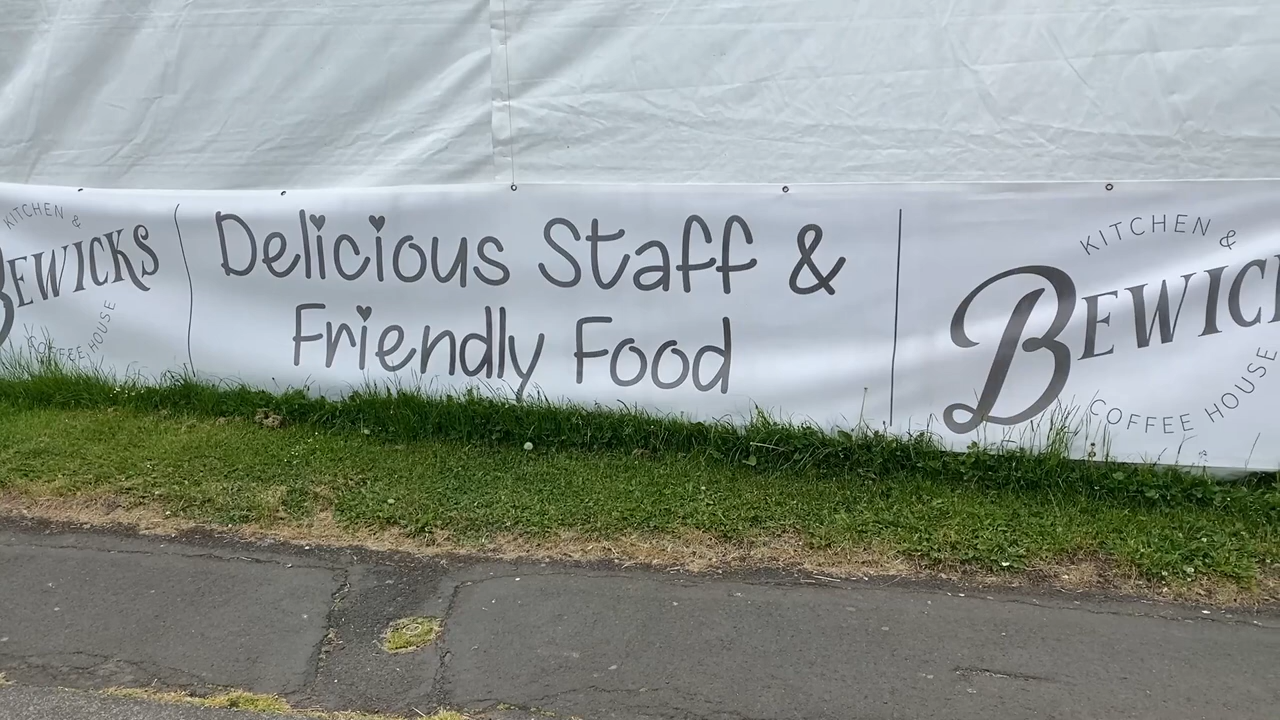 KITCHEN &
BEWICKS
COFFEE HOUSE
Delicious Staff &
Friendly Food
KITCHEN &
BEWICK
COFFEE HOUSE